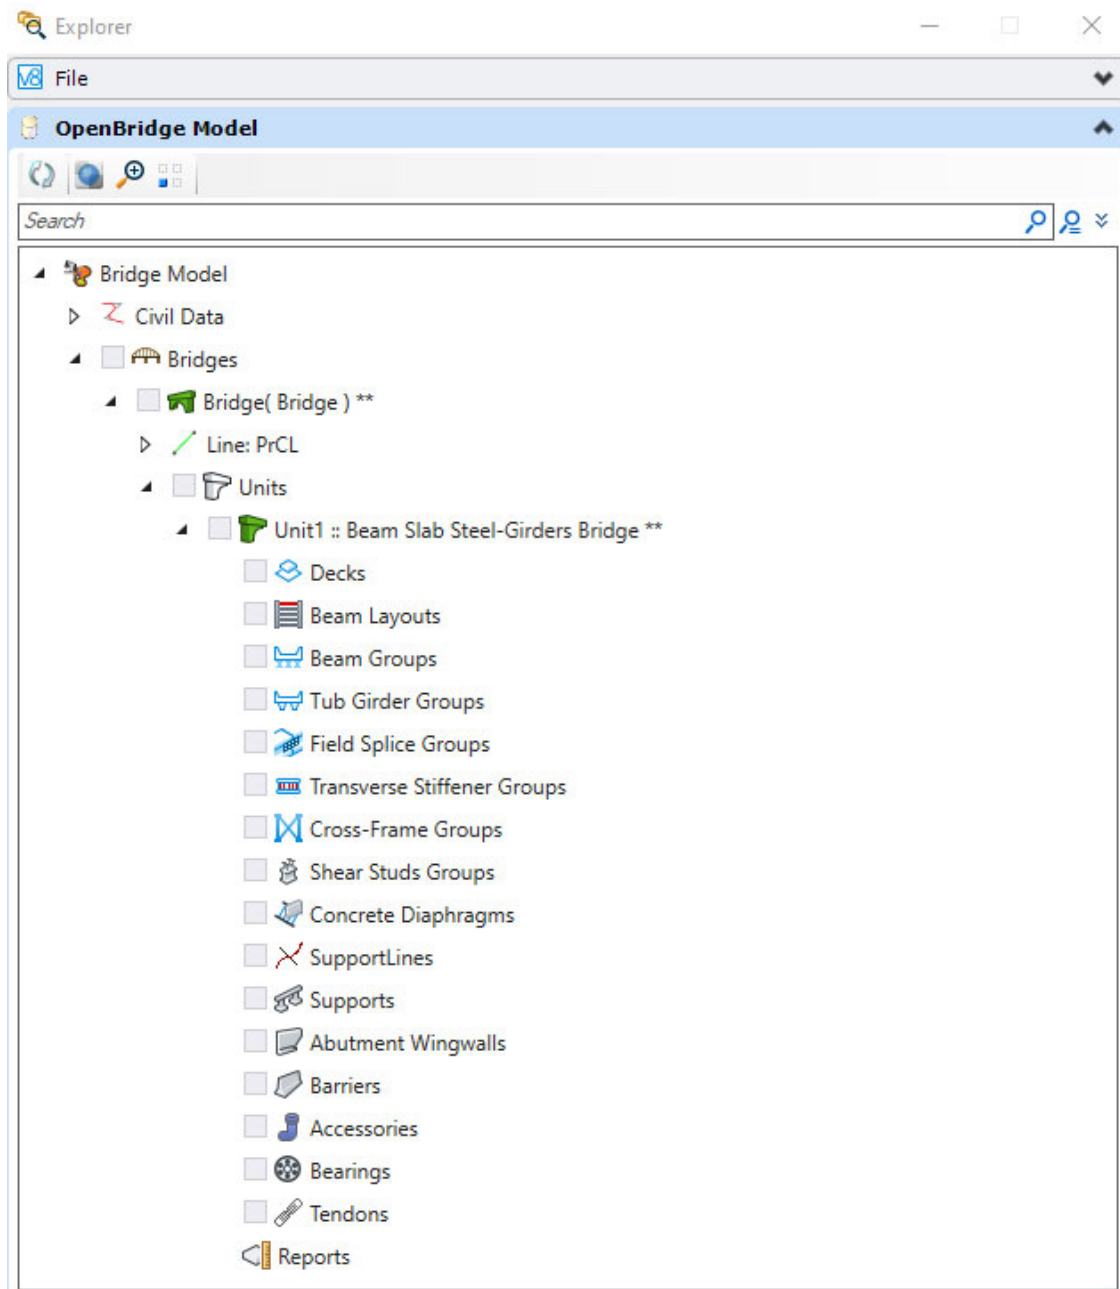 Explorer
V8 File
OpenBridge Model
Search
Bridge Model
Civil Data
Bridges
Bridge( Bridge ) **
Line: PrCL
Units
Unit1 :: Beam Slab Steel-Girders Bridge **
Decks
Beam Layouts
Beam Groups
Tub Girder Groups
Field Splice Groups
Transverse Stiffener Groups
Cross-Frame Groups
Shear Studs Groups
Concrete Diaphragms
SupportLines
Supports
Abutment Wingwalls
Barriers
Accessories
Bearings
Tendons
Reports